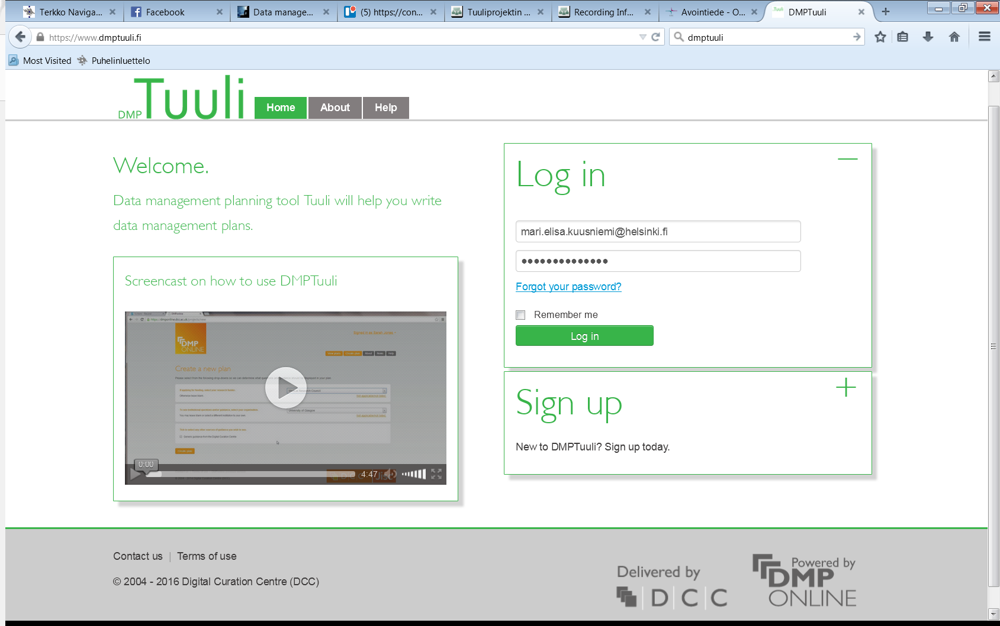 Terkko Naviga...
Facebook
Data manage...
(5) https://con...
Tuuliprojektin ...
Recording Inf...
Avointiede - O...
DMPTuuli
https://www.dmptuuli.fi
dmptuuli
Most Visited
Puhelinluettelo
DMP Tuuli
Home
About
Help
Welcome.
Data management planning tool Tuuli will help you write
data management plans.
Screencast on how to use DMPTuuli
DMP
ONLINE
Create a new plan
University of Glasgow
0:00
4:47
Log in
mari.elisa.kuusniemi@helsinki.fi
Forgot your password?
Remember me
Log in
Sign up
New to DMPTuuli? Sign up today.
Contact us | Terms of use
© 2004 - 2016 Digital Curation Centre (DCC)
Delivered by
D|C|C
Powered by
DMP
ONLINE